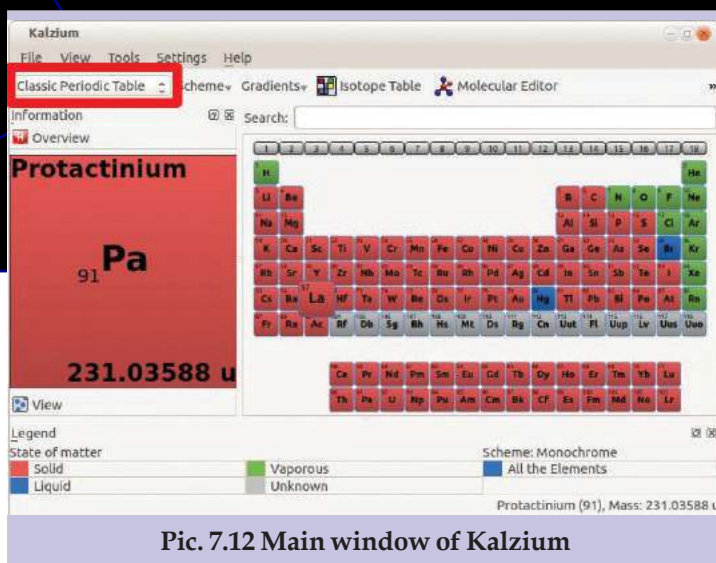 Kalzium
File View Tools Settings Help
Classic Periodic Table cheme Gradients Isotope Table Molecular Editor »
Information Search:
Overview
Protactinium
91 Pa
231.03588 u
View
1 2 3 4 5 6 7 8 9 10 11 12 13 14 15 16 17 18
H He
Li Be B C N O F Ne
Na Mg Al Si P S Cl Ar
K Ca Sc Ti V Cr Mn Fe Co Ni Cu Zn Ga Ge As Se Br Kr
Rb Sr Y Zr Nb Mo Tc Ru Rh Pd Ag Cd In Sn Sb Te I Xe
Cs Ba La Hf Ta W Re Os Ir Pt Au Hg Tl Pb Bi Po At Rn
Fr Ra Ac Rf Db Sg Bh Hs Mt Ds Rg Cn Uut Fl Uup Lv Uus Uuo
Ce Pr Nd Pm Sm Eu Gd Tb Dy Ho Er Tm Yb Lu
Th Pa U Np Pu Am Cm Bk Cf Es Fm Md No Lr
Legend
State of matter Scheme: Monochrome
Solid Vaporous All the Elements
Liquid Unknown
Protactinium (91), Mass: 231.03588 u
Pic. 7.12 Main window of Kalzium